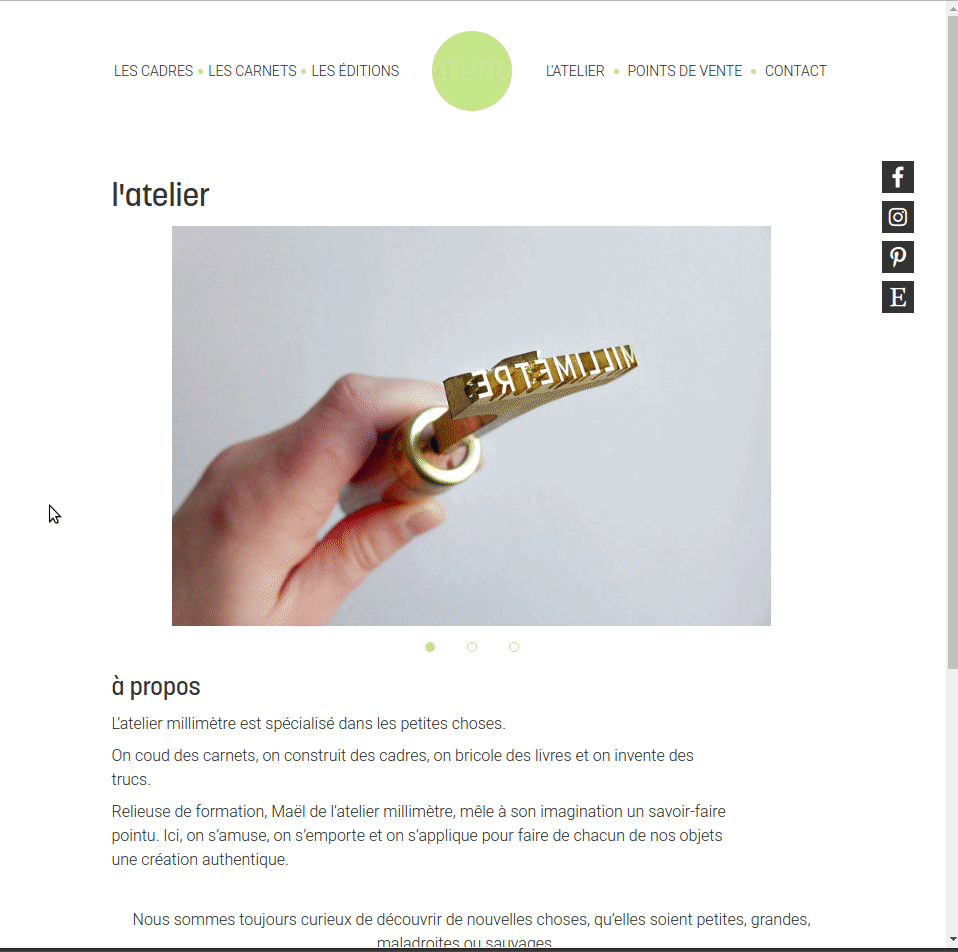 LES CADRES • LES CARNETS • LES ÉDITIONS
m/m
L'ATELIER • POINTS DE VENTE • CONTACT
l'atelier
MILLIMÈTRE
E
à propos
L’atelier millimètre est spécialisé dans les petites choses.
On coud des carnets, on construit des cadres, on bricole des livres et on invente des
trucs.
Relieuse de formation, Maël de l’atelier millimètre, mêle à son imagination un savoir-faire
pointu. Ici, on s’amuse, on s’emporte et on s’applique pour faire de chacun de nos objets
une création authentique.
Nous sommes toujours curieux de découvrir de nouvelles choses, qu’elles soient petites, grandes,
maladroites ou sauvages